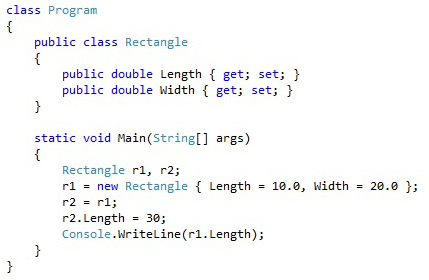 class Program
{
    public class Rectangle
    {
        public double Length { get; set; }
        public double Width { get; set; }
    }

    static void Main(String[] args)
    {
        Rectangle r1, r2;
        r1 = new Rectangle { Length = 10.0, Width = 20.0 };
        r2 = r1;
        r2.Length = 30;
        Console.WriteLine(r1.Length);
    }
}